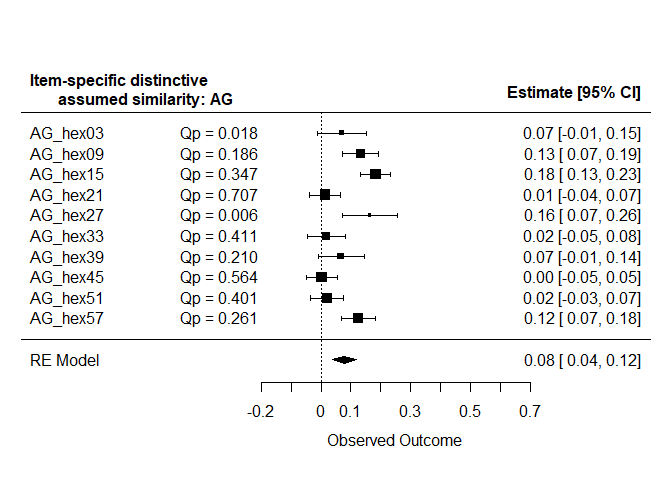 Item-specific distinctive
assumed similarity: AG
Estimate [95% CI]
AG_hex03 Qp = 0.018 0.07 [-0.01, 0.15]
AG_hex09 Qp = 0.186 0.13 [ 0.07, 0.19]
AG_hex15 Qp = 0.347 0.18 [ 0.13, 0.23]
AG_hex21 Qp = 0.707 0.01 [-0.04, 0.07]
AG_hex27 Qp = 0.006 0.16 [ 0.07, 0.26]
AG_hex33 Qp = 0.411 0.02 [-0.05, 0.08]
AG_hex39 Qp = 0.210 0.07 [-0.01, 0.14]
AG_hex45 Qp = 0.564 0.00 [-0.05, 0.05]
AG_hex51 Qp = 0.401 0.02 [-0.03, 0.07]
AG_hex57 Qp = 0.261 0.12 [ 0.07, 0.18]
RE Model 0.08 [ 0.04, 0.12]
-0.2 0 0.1 0.3 0.5 0.7
Observed Outcome